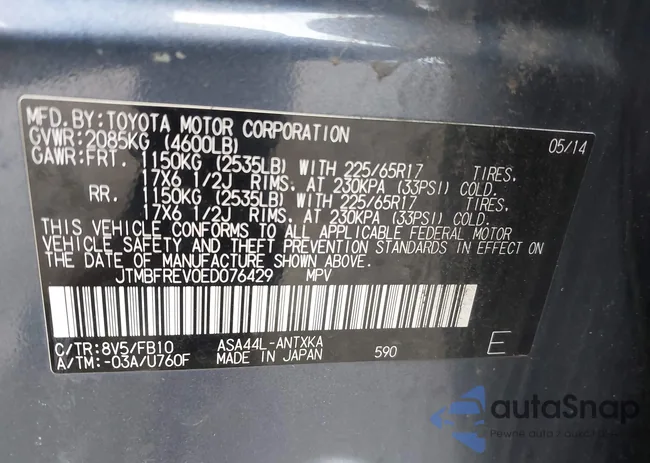 MFD.BY:TOYOTA MOTOR CORPORATION 05/14
GVWR:2085KG (4600LB)
GAWR:FRT. 1150KG (2535LB) WITH 225/65R17 TIRES.
17X6 1/2J RIMS. AT 230KPA (33PSI) COLD.
RR. 1150KG (2535LB) WITH 225/65R17 TIRES.
17X6 1/2J RIMS. AT 230KPA (33PSI) COLD.
THIS VEHICLE CONFORMS TO ALL APPLICABLE FEDERAL MOTOR
VEHICLE SAFETY AND THEFT PREVENTION STANDARDS IN EFFECT ON
THE DATE OF MANUFACTURE SHOWN ABOVE.
JTMBFREV0ED076429 MPV
C/TR:8V5/FB10 ASA44L-ANTXKA
A/TM:-03A/U760F MADE IN JAPAN 590 E
autaSnap
Pewne auta z aukcji